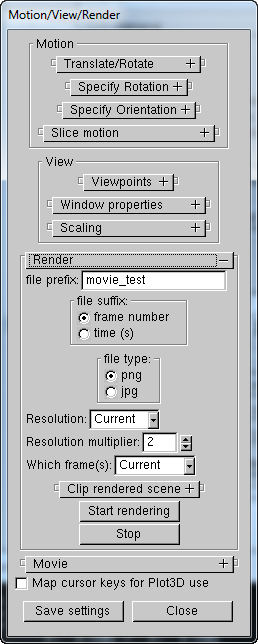 Motion/View/Render
Motion
Translate/Rotate +
Specify Rotation +
Specify Orientation +
Slice motion +
View
Viewpoints +
Window properties +
Scaling +
Render −
file prefix: movie_test
file suffix:
frame number
time (s)
file type:
png
jpg
Resolution: Current
Resolution multiplier: 2
Which frame(s): Current
Clip rendered scene +
Start rendering
Stop
Movie +
Map cursor keys for Plot3D use
Save settings Close